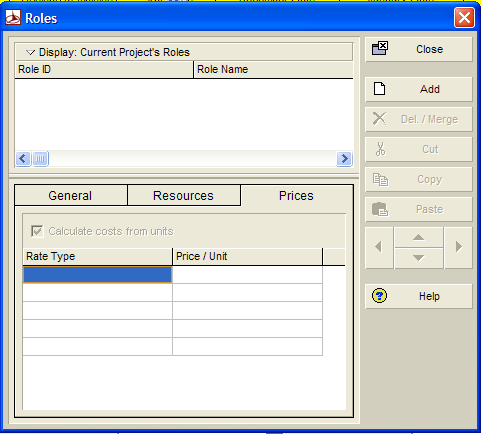 Roles
Display: Current Project's Roles
Role ID Role Name
Close
Add
Del. / Merge
Cut
Copy
Paste
Help
General Resources Prices
Calculate costs from units
Rate Type Price / Unit